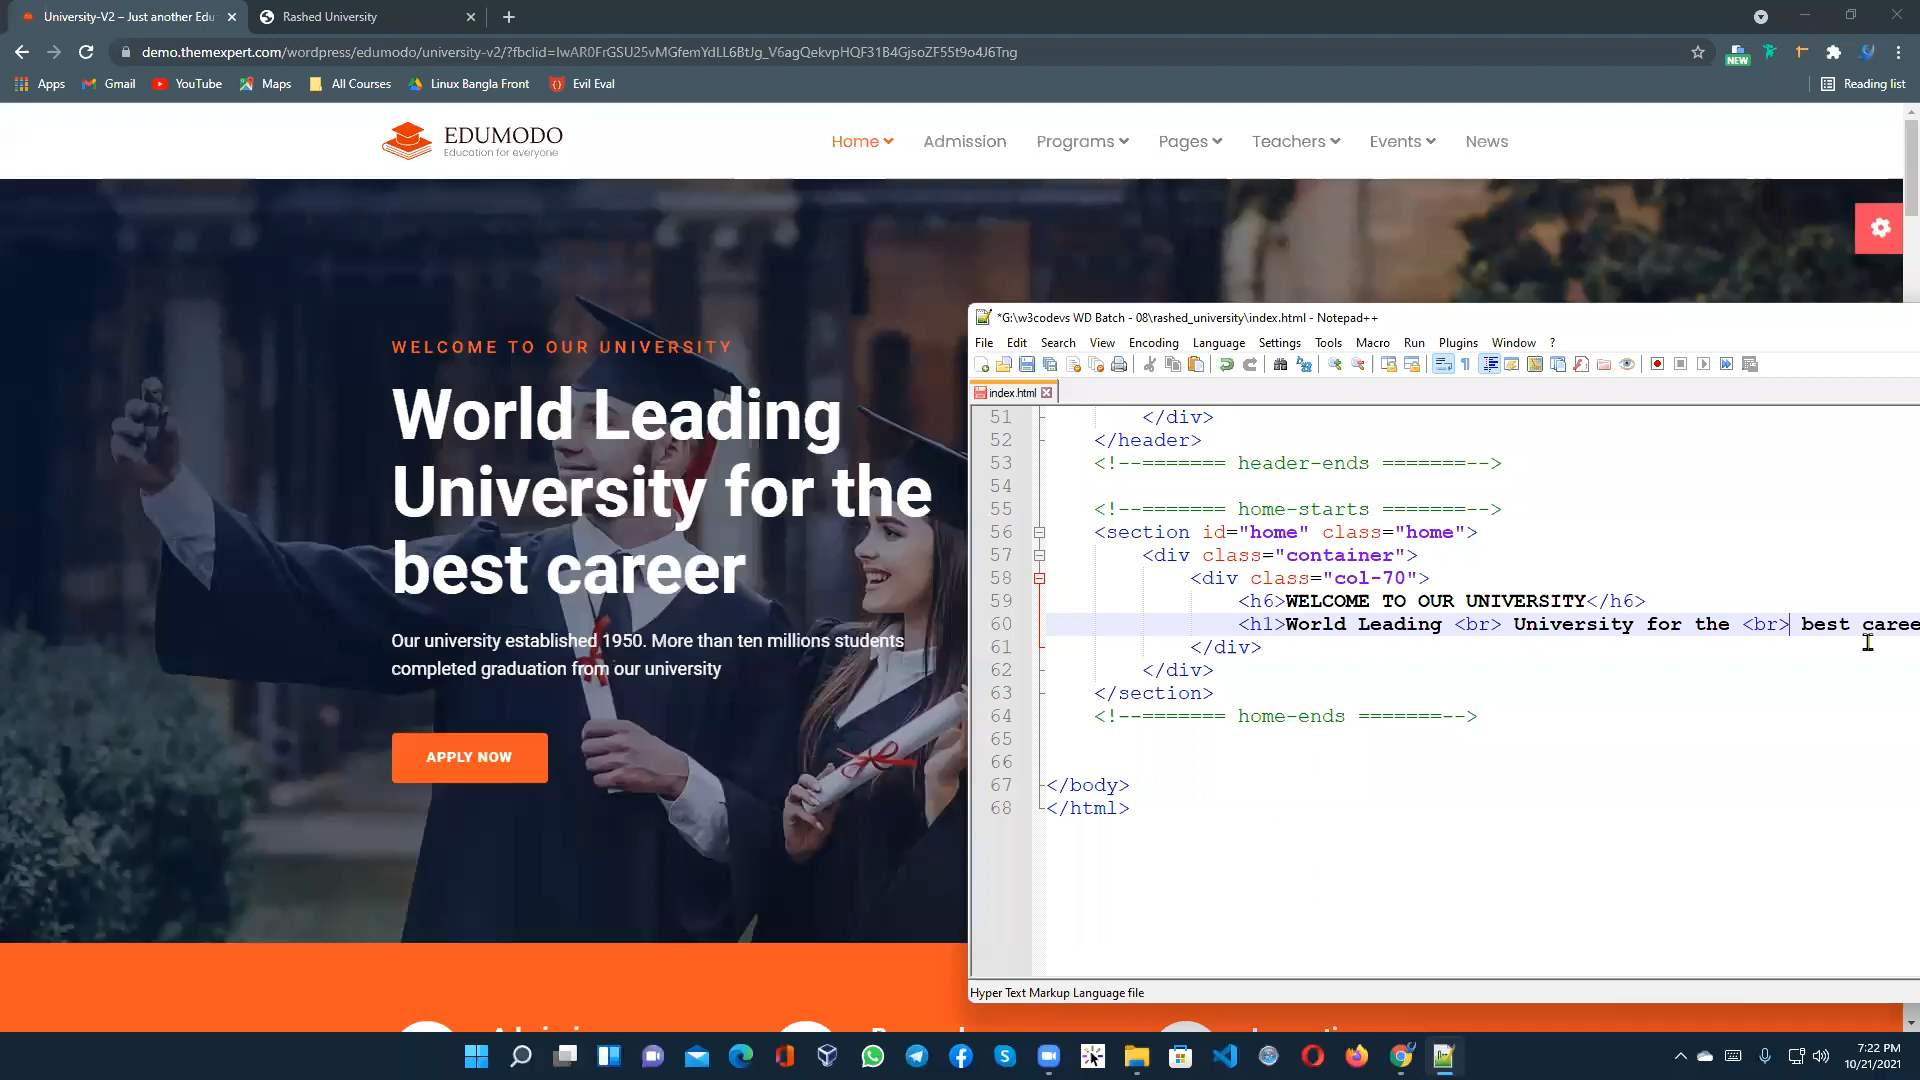 University-V2 – Just another Edu
Rashed University
demo.themexpert.com/wordpress/edumodo/university-v2/?fbclid=IwAR0FrGSU25vMGfemYdLL6BtJg_V6agQekvpHQF31B4GjsoZF55t9o4J6Tng
NEW
Apps Gmail YouTube Maps All Courses Linux Bangla Front Evil Eval Reading list
EDUMODO
Education for everyone
Home Admission Programs Pages Teachers Events News
WELCOME TO OUR UNIVERSITY
World Leading
University for the
best career
Our university established 1950. More than ten millions students
completed graduation from our university
APPLY NOW
*G:\w3codevs WD Batch - 08\rashed_university\index.html - Notepad++
File Edit Search View Encoding Language Settings Tools Macro Run Plugins Window ?
index.html
51 </div>
52 </header>
53 <!--======= header-ends =======-->
54
55 <!--======= home-starts =======-->
56 <section id="home" class="home">
57 <div class="container">
58 <div class="col-70">
59 <h6>WELCOME TO OUR UNIVERSITY</h6>
60 <h1>World Leading <br> University for the <br> best caree
61 </div>
62 </div>
63 </section>
64 <!--======= home-ends =======-->
65
66
67 </body>
68 </html>
Hyper Text Markup Language file
7:22 PM
10/21/2021